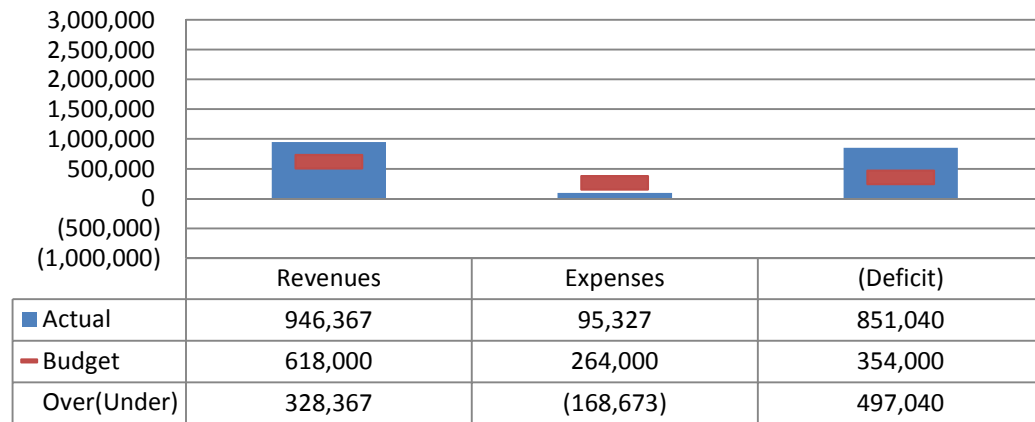 3,000,000
2,500,000
2,000,000
1,500,000
1,000,000
500,000
0
(500,000)
(1,000,000)
Revenues Expenses (Deficit)
Actual 946,367 95,327 851,040
Budget 618,000 264,000 354,000
Over(Under) 328,367 (168,673) 497,040